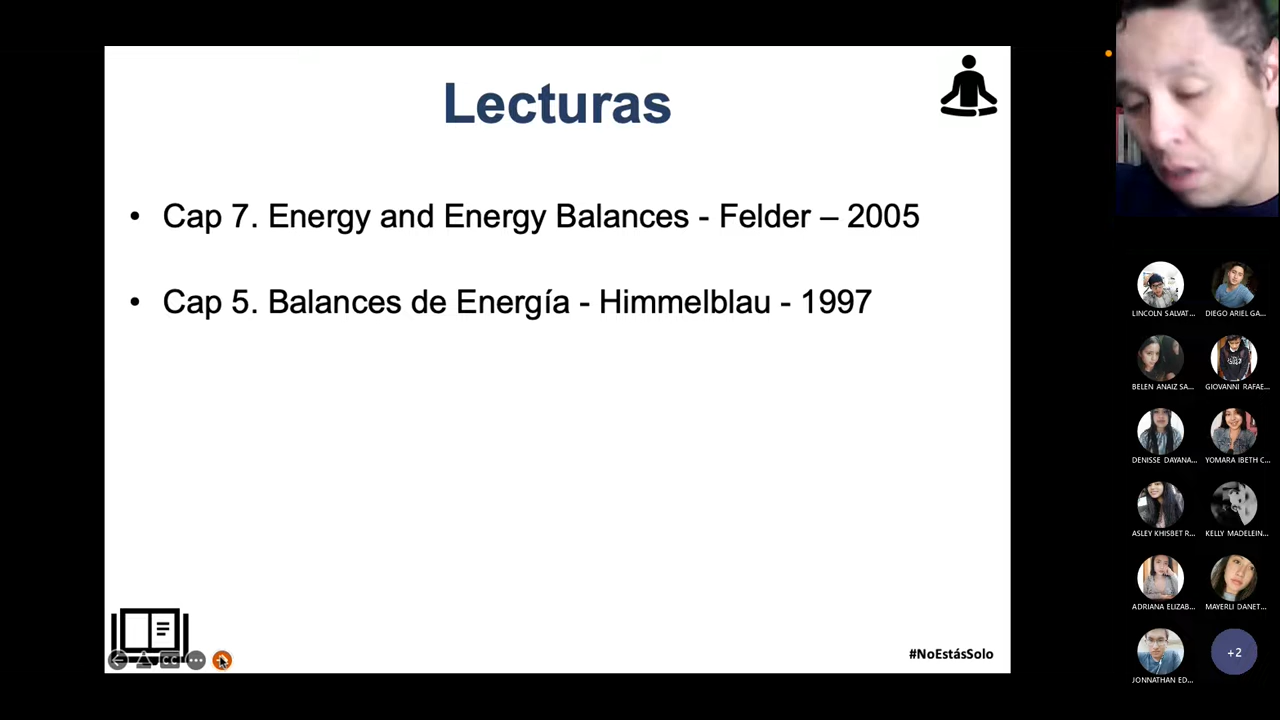 Lecturas
• Cap 7. Energy and Energy Balances - Felder – 2005
• Cap 5. Balances de Energía - Himmelblau - 1997
#NoEstásSolo
LINCOLN SALVAT...
DIEGO ARIEL GA...
BELEN ANAIZ SA...
GIOVANNI RAFAE...
DENISSE DAYANA...
YOMARA IBETH C...
ASLEY KHISBET R...
KELLY MADELEIN...
ADRIANA ELIZAB...
MAYERLI DANET...
JONNATHAN ED...
+2